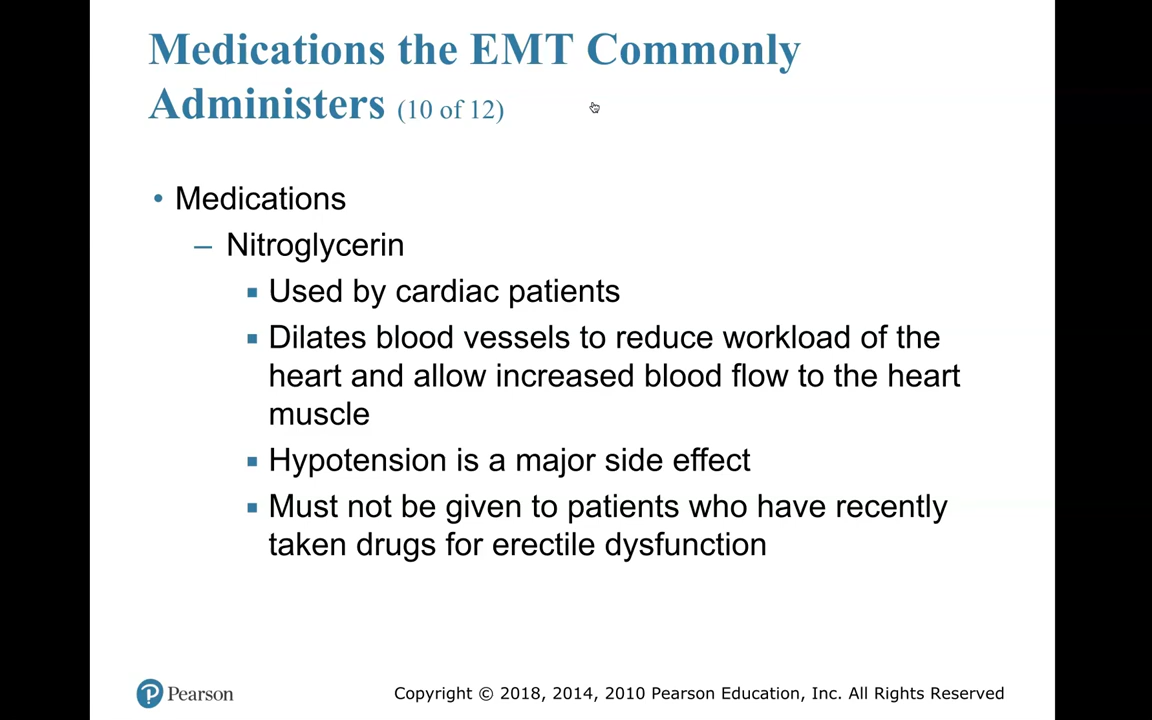 Medications the EMT Commonly
Administers (10 of 12)
• Medications
– Nitroglycerin
▪ Used by cardiac patients
▪ Dilates blood vessels to reduce workload of the
heart and allow increased blood flow to the heart
muscle
▪ Hypotension is a major side effect
▪ Must not be given to patients who have recently
taken drugs for erectile dysfunction
Pearson
Copyright © 2018, 2014, 2010 Pearson Education, Inc. All Rights Reserved